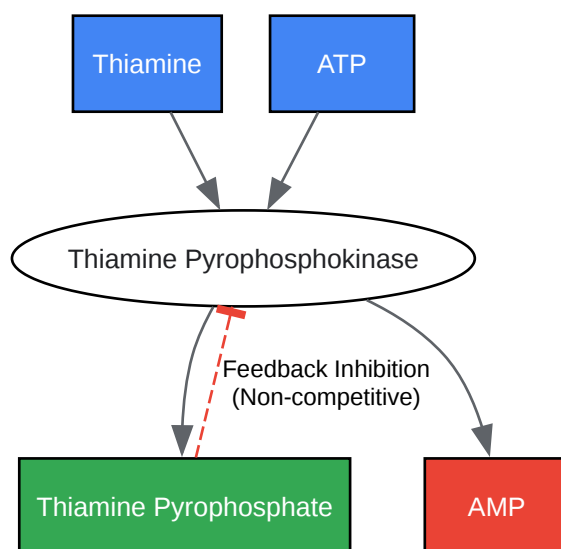 Thiamine
ATP
Thiamine Pyrophosphokinase
Feedback Inhibition
(Non-competitive)
Thiamine Pyrophosphate
AMP